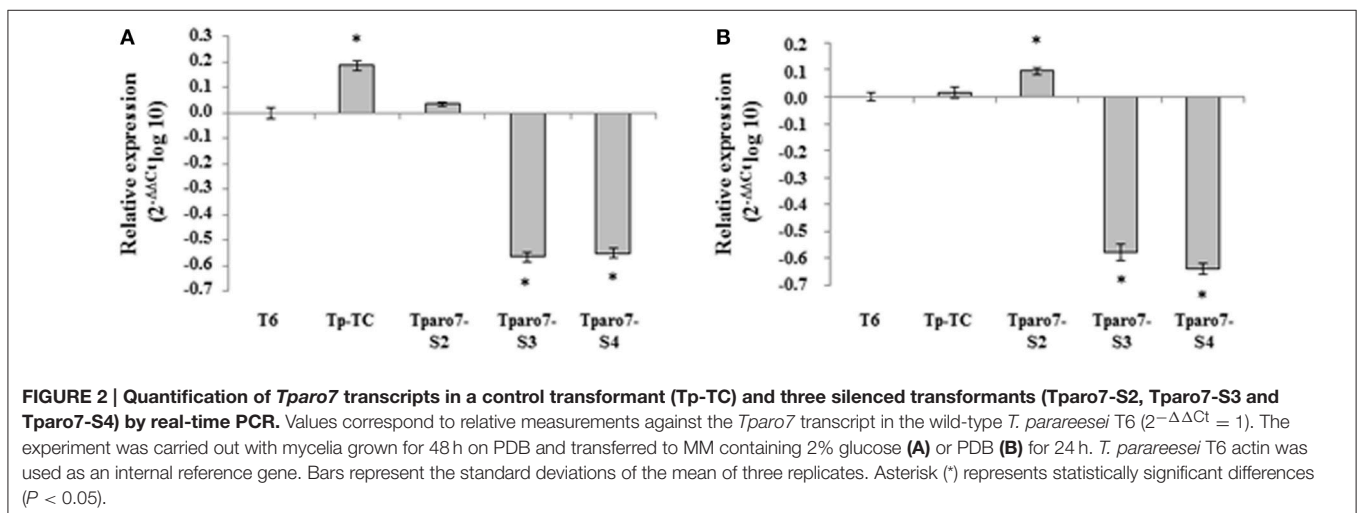 A
Relative expression
(2-ΔΔCt log 10)
0.3
0.2
0.1
0.0
-0.1
-0.2
-0.3
-0.4
-0.5
-0.6
-0.7
*
*
*
T6
Tp-TC
Tparo7-
S2
Tparo7-
S3
Tparo7-
S4
B
Relative expression
(2-ΔΔCt log 10)
0.2
0.1
0.0
-0.1
-0.2
-0.3
-0.4
-0.5
-0.6
-0.7
*
*
*
T6
Tp-TC
Tparo7-
S2
Tparo7-
S3
Tparo7-
S4
FIGURE 2 | Quantification of Tparo7 transcripts in a control transformant (Tp-TC) and three silenced transformants (Tparo7-S2, Tparo7-S3 and
Tparo7-S4) by real-time PCR. Values correspond to relative measurements against the Tparo7 transcript in the wild-type T. parareesei T6 (2−ΔΔCt = 1). The
experiment was carried out with mycelia grown for 48 h on PDB and transferred to MM containing 2% glucose (A) or PDB (B) for 24 h. T. parareesei T6 actin was
used as an internal reference gene. Bars represent the standard deviations of the mean of three replicates. Asterisk (*) represents statistically significant differences
(P < 0.05).